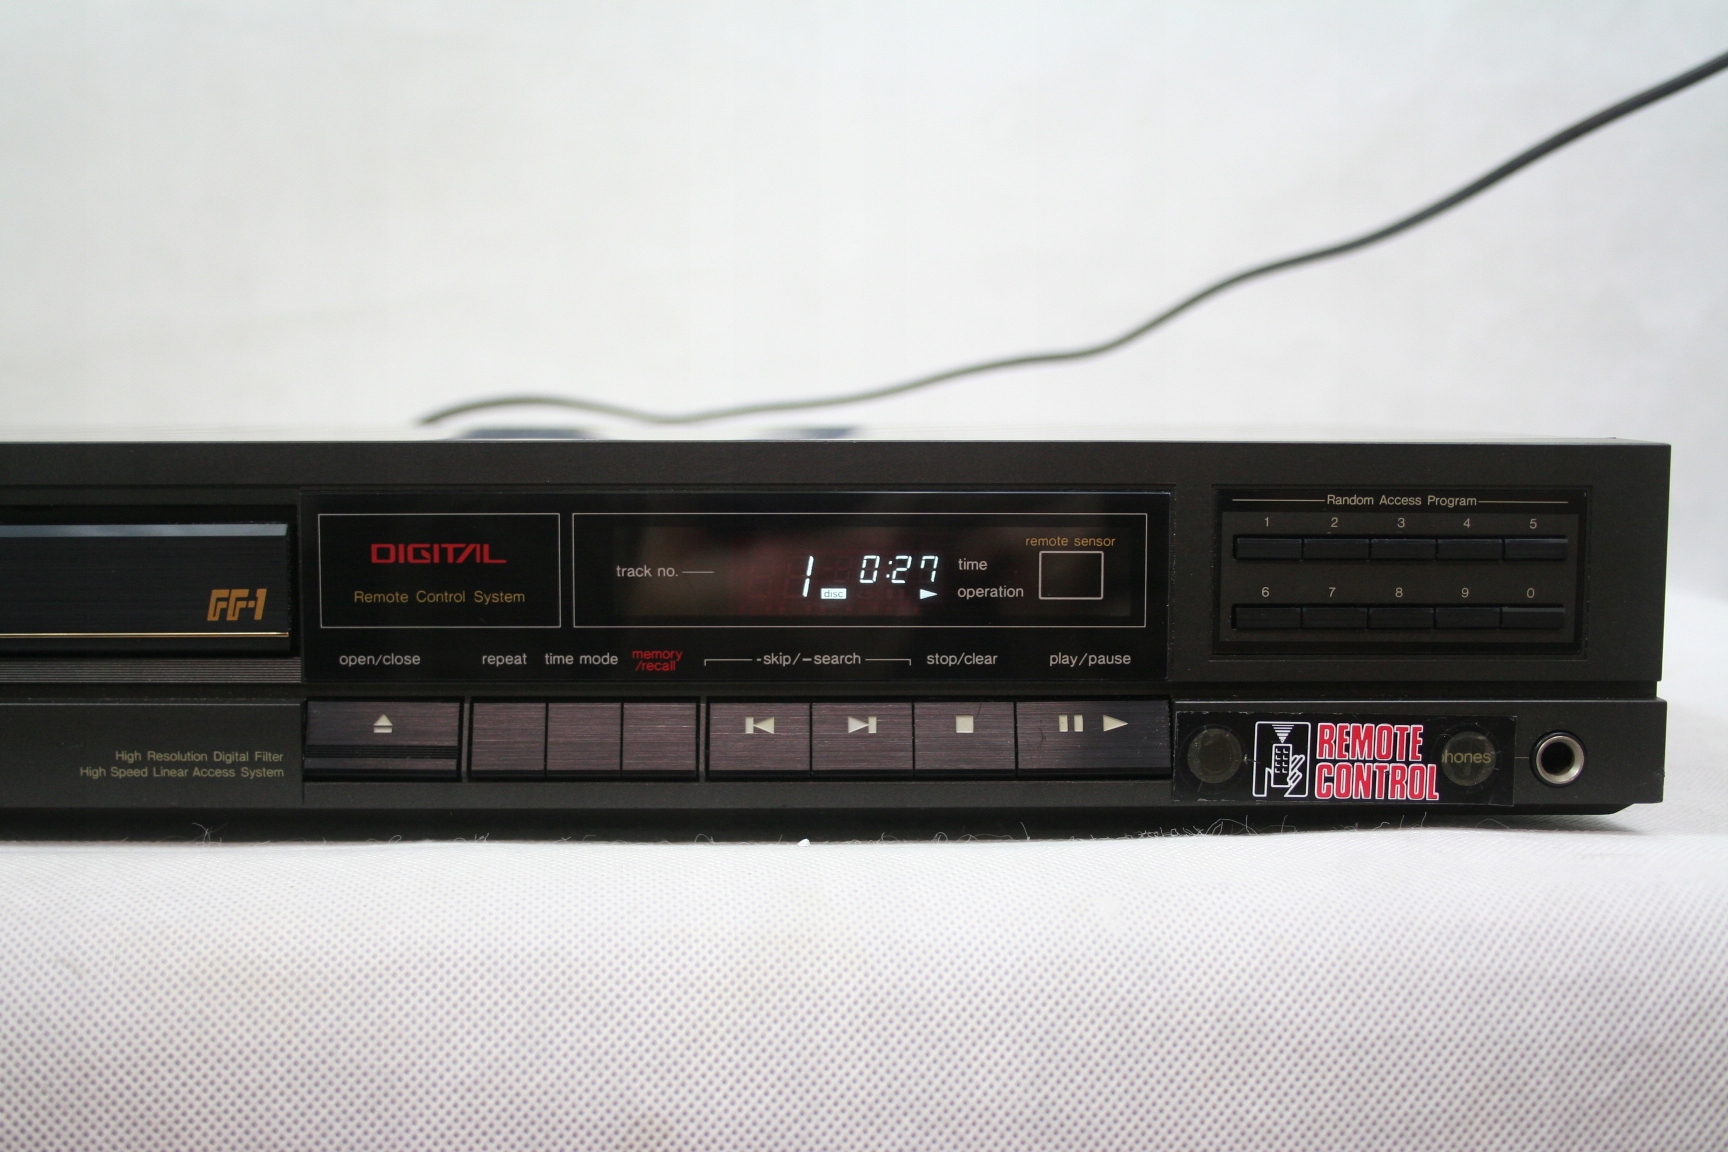 Random Access Program
1 2 3 4 5
DIGITAL
remote sensor
track no. 1 0:27 time
disc operation
6 7 8 9 0
Remote Control System
FF-1
open/close repeat time mode memory /recall skip/ search stop/clear play/pause
High Resolution Digital Filter
High Speed Linear Access System
REMOTE
CONTROL
hones